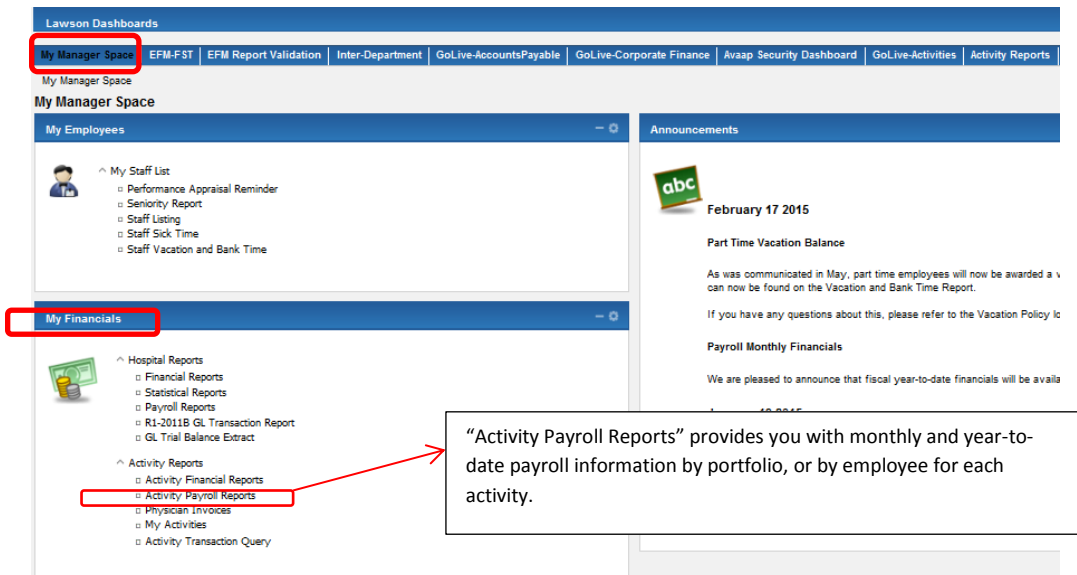 Lawson Dashboards
My Manager Space EFM-FST EFM Report Validation Inter-Department GoLive-AccountsPayable GoLive-Corporate Finance Avaap Security Dashboard GoLive-Activities Activity Reports
My Manager Space
My Manager Space
My Employees
My Staff List
Performance Appraisal Reminder
Seniority Report
Staff Listing
Staff Sick Time
Staff Vacation and Bank Time
My Financials
Hospital Reports
Financial Reports
Statistical Reports
Payroll Reports
R1-2011B GL Transaction Report
GL Trial Balance Extract
Activity Reports
Activity Financial Reports
Activity Payroll Reports
Physician Invoices
My Activities
Activity Transaction Query
Announcements
abc
February 17 2015
Part Time Vacation Balance
As was communicated in May, part time employees will now be awarded a
can now be found on the Vacation and Bank Time Report.
If you have any questions about this, please refer to the Vacation Policy
Payroll Monthly Financials
We are pleased to announce that fiscal year-to-date financials will be
“Activity Payroll Reports” provides you with monthly and year-to-
date payroll information by portfolio, or by employee for each
activity.